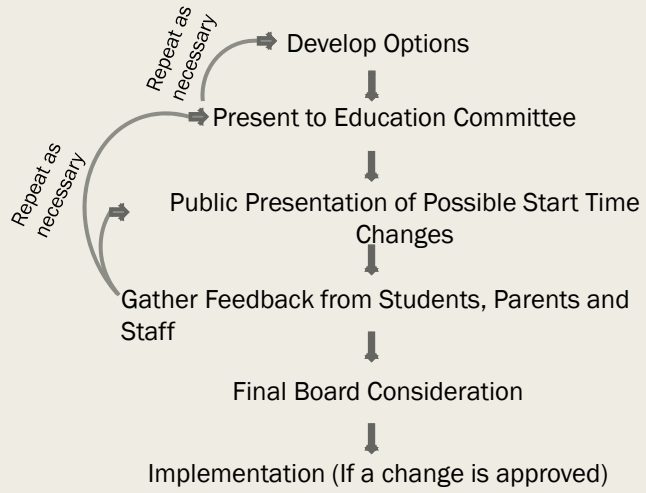 Repeat as
necessary
Develop Options
Present to Education Committee
Repeat as
necessary
Public Presentation of Possible Start Time
Changes
Gather Feedback from Students, Parents and
Staff
Final Board Consideration
Implementation (If a change is approved)